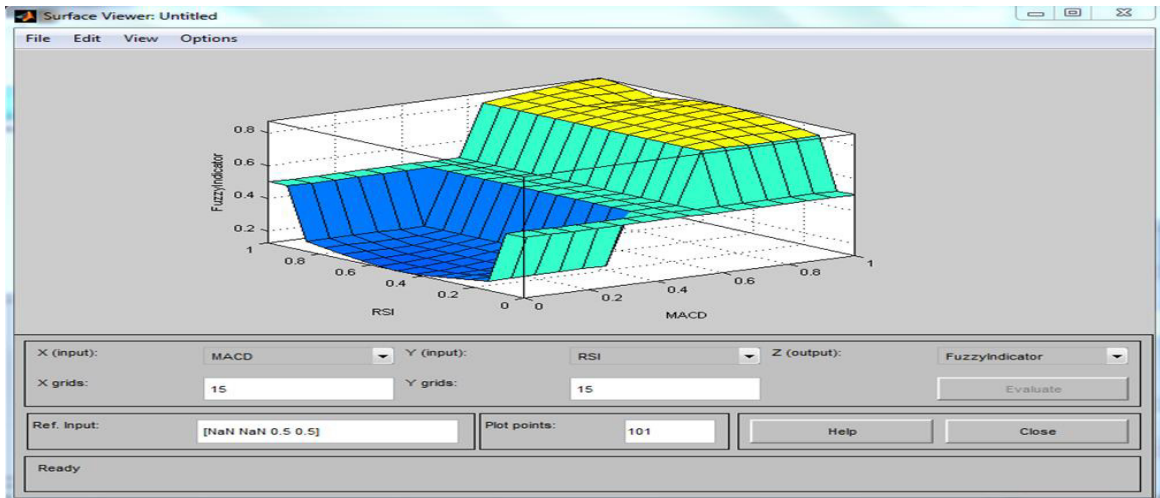 Surface Viewer: Untitled
File Edit View Options
FuzzyIndicator
0.8
0.6
0.4
0.2
1
0.8
0.6
0.4
0.2
0
RSI
0
0.2
0.4
0.6
0.8
1
MACD
X (input): MACD Y (input): RSI Z (output): FuzzyIndicator
X grids: 15 Y grids: 15 Evaluate
Ref. Input: [NaN NaN 0.5 0.5] Plot points: 101 Help Close
Ready